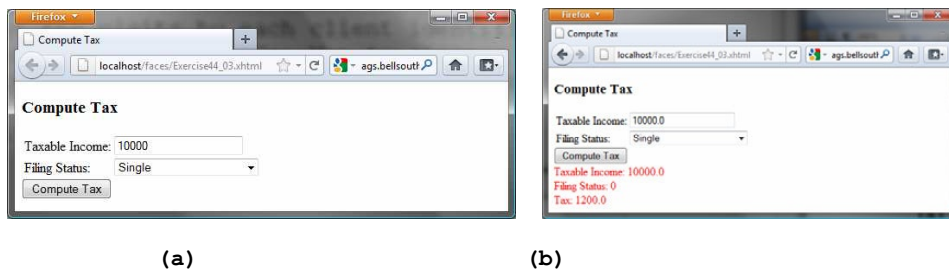 Firefox
Compute Tax
localhost/faces/Exercise44_03.xhtml
ags.bellsoutl
Compute Tax
Taxable Income: 10000
Filing Status: Single
Compute Tax
(a)
Firefox
Compute Tax
localhost/faces/Exercise44_03.xhtml
ags.bellsoutl
Compute Tax
Taxable Income: 10000.0
Filing Status: Single
Compute Tax
Taxable Income: 10000.0
Filing Status: 0
Tax: 1200.0
(b)